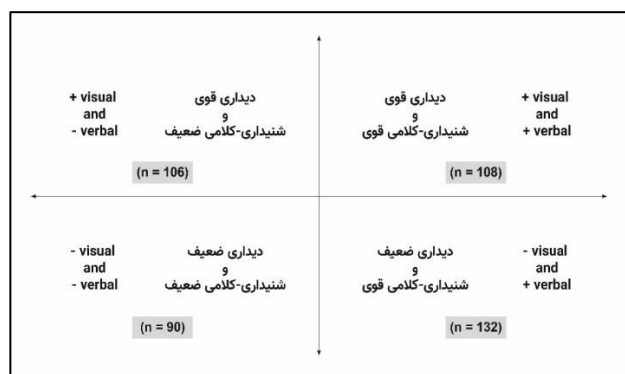 + visual
and
- verbal
دیداری قوی
و
شنیداری-کلامی ضعیف
(n = 106)
دیداری قوی
و
شنیداری-کلامی قوی
+ visual
and
+ verbal
(n = 108)
- visual
and
- verbal
دیداری ضعیف
و
شنیداری-کلامی ضعیف
(n = 90)
دیداری ضعیف
و
شنیداری-کلامی قوی
- visual
and
+ verbal
(n = 132)